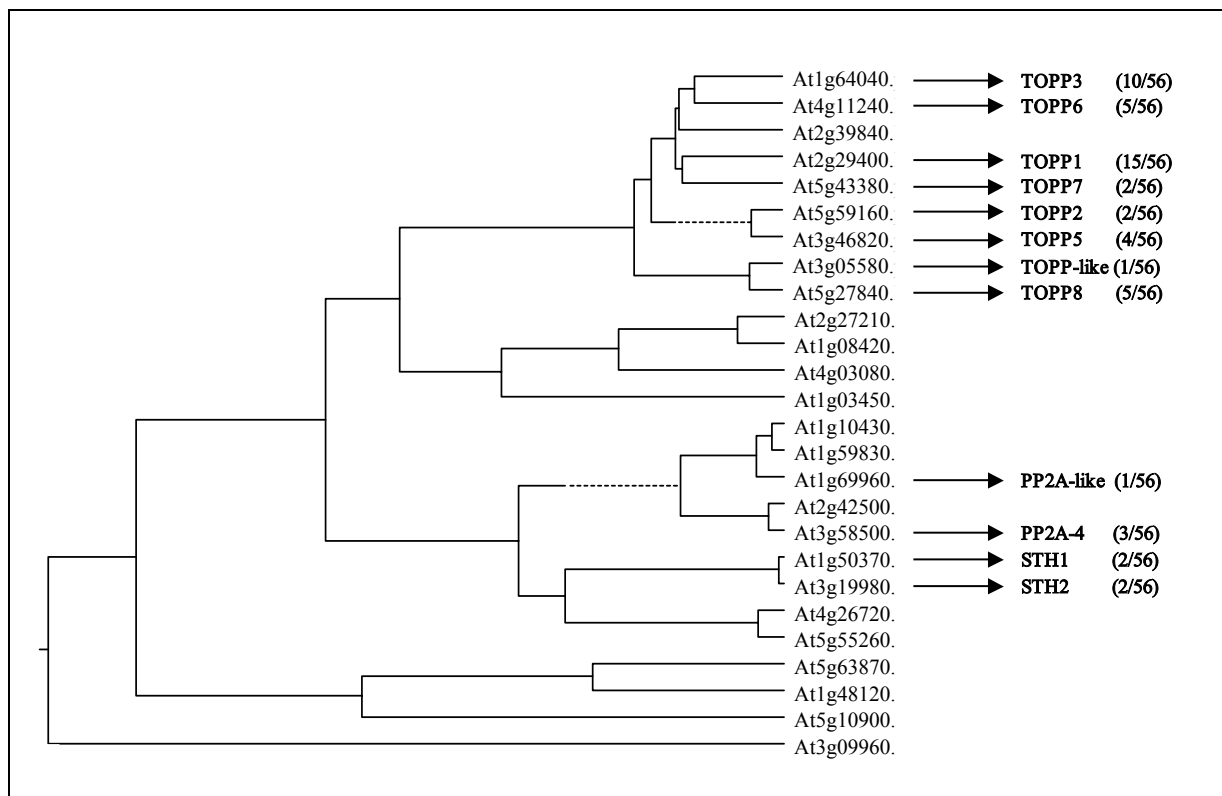 At1g64040. TOPP3 (10/56)
At4g11240. TOPP6 (5/56)
At2g39840.
At2g29400. TOPP1 (15/56)
At5g43380. TOPP7 (2/56)
At5g59160. TOPP2 (2/56)
At3g46820. TOPP5 (4/56)
At3g05580. TOPP-like (1/56)
At5g27840. TOPP8 (5/56)
At2g27210.
At1g08420.
At4g03080.
At1g03450.
At1g10430.
At1g59830.
At1g69960. PP2A-like (1/56)
At2g42500.
At3g58500. PP2A-4 (3/56)
At1g50370. STH1 (2/56)
At3g19980. STH2 (2/56)
At4g26720.
At5g55260.
At5g63870.
At1g48120.
At5g10900.
At3g09960.